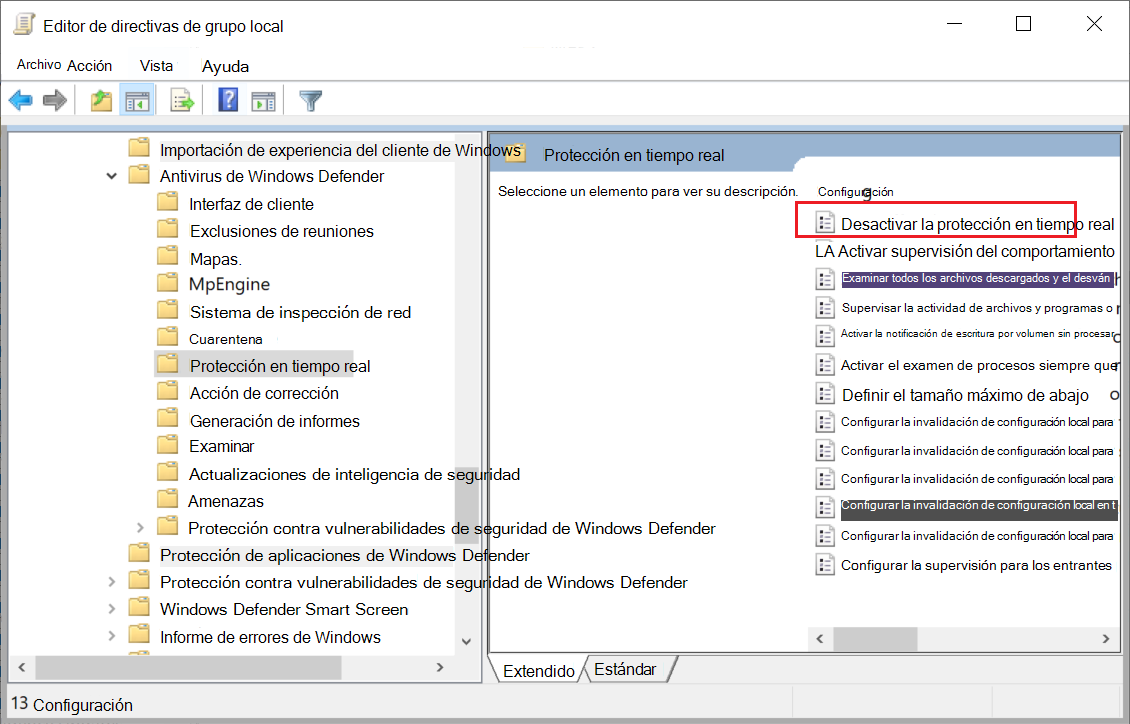 Editor de directivas de grupo local
Archivo Acción Vista Ayuda
Importación de experiencia del cliente de Windows
Antivirus de Windows Defender
Interfaz de cliente
Exclusiones de reuniones
Mapas.
MpEngine
Sistema de inspección de red
Cuarentena
Protección en tiempo real
Acción de corrección
Generación de informes
Examinar
Actualizaciones de inteligencia de seguridad
Amenazas
Protección contra vulnerabilidades de seguridad de Windows Defender
Protección de aplicaciones de Windows Defender
Protección contra vulnerabilidades de seguridad de Windows Defender
Windows Defender Smart Screen
Informe de errores de Windows
Protección en tiempo real
Seleccione un elemento para ver su descripción.
Configuración
Desactivar la protección en tiempo real
LA Activar supervisión del comportamiento
Examinar todos los archivos descargados y el desván
Supervisar la actividad de archivos y programas o
Activar la notificación de escritura por volumen sin procesar
Activar el examen de procesos siempre que
Definir el tamaño máximo de abajo
Configurar la invalidación de configuración local para
Configurar la invalidación de configuración local para
Configurar la invalidación de configuración local para
Configurar la invalidación de configuración local en t
Configurar la invalidación de configuración local para
Configurar la supervisión para los entrantes
Extendido Estándar
13 Configuración